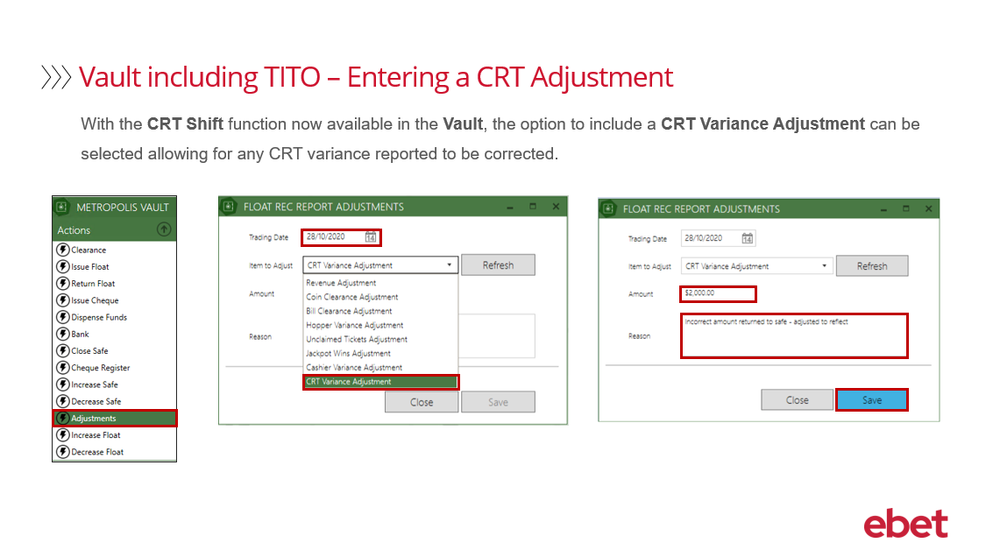 Vault including TITO – Entering a CRT Adjustment
With the CRT Shift function now available in the Vault, the option to include a CRT Variance Adjustment can be
selected allowing for any CRT variance reported to be corrected.
METROPOLIS VAULT
Actions
Clearance
Issue Float
Return Float
Issue Cheque
Dispense Funds
Bank
Close Safe
Cheque Register
Increase Safe
Decrease Safe
Adjustments
Increase Float
Decrease Float
FLOAT REC REPORT ADJUSTMENTS
Trading Date 28/10/2020 14
Item to Adjust CRT Variance Adjustment Refresh
Revenue Adjustment
Amount
Coin Clearance Adjustment
Bill Clearance Adjustment
Hopper Variance Adjustment
Reason
Unclaimed Tickets Adjustment
Jackpot Wins Adjustment
Cashier Variance Adjustment
CRT Variance Adjustment
Close Save
FLOAT REC REPORT ADJUSTMENTS
Trading Date 28/10/2020 14
Item to Adjust CRT Variance Adjustment Refresh
Amount $2,000.00
Reason Incorrect amount returned to safe - adjusted to reflect
Close Save
ebet